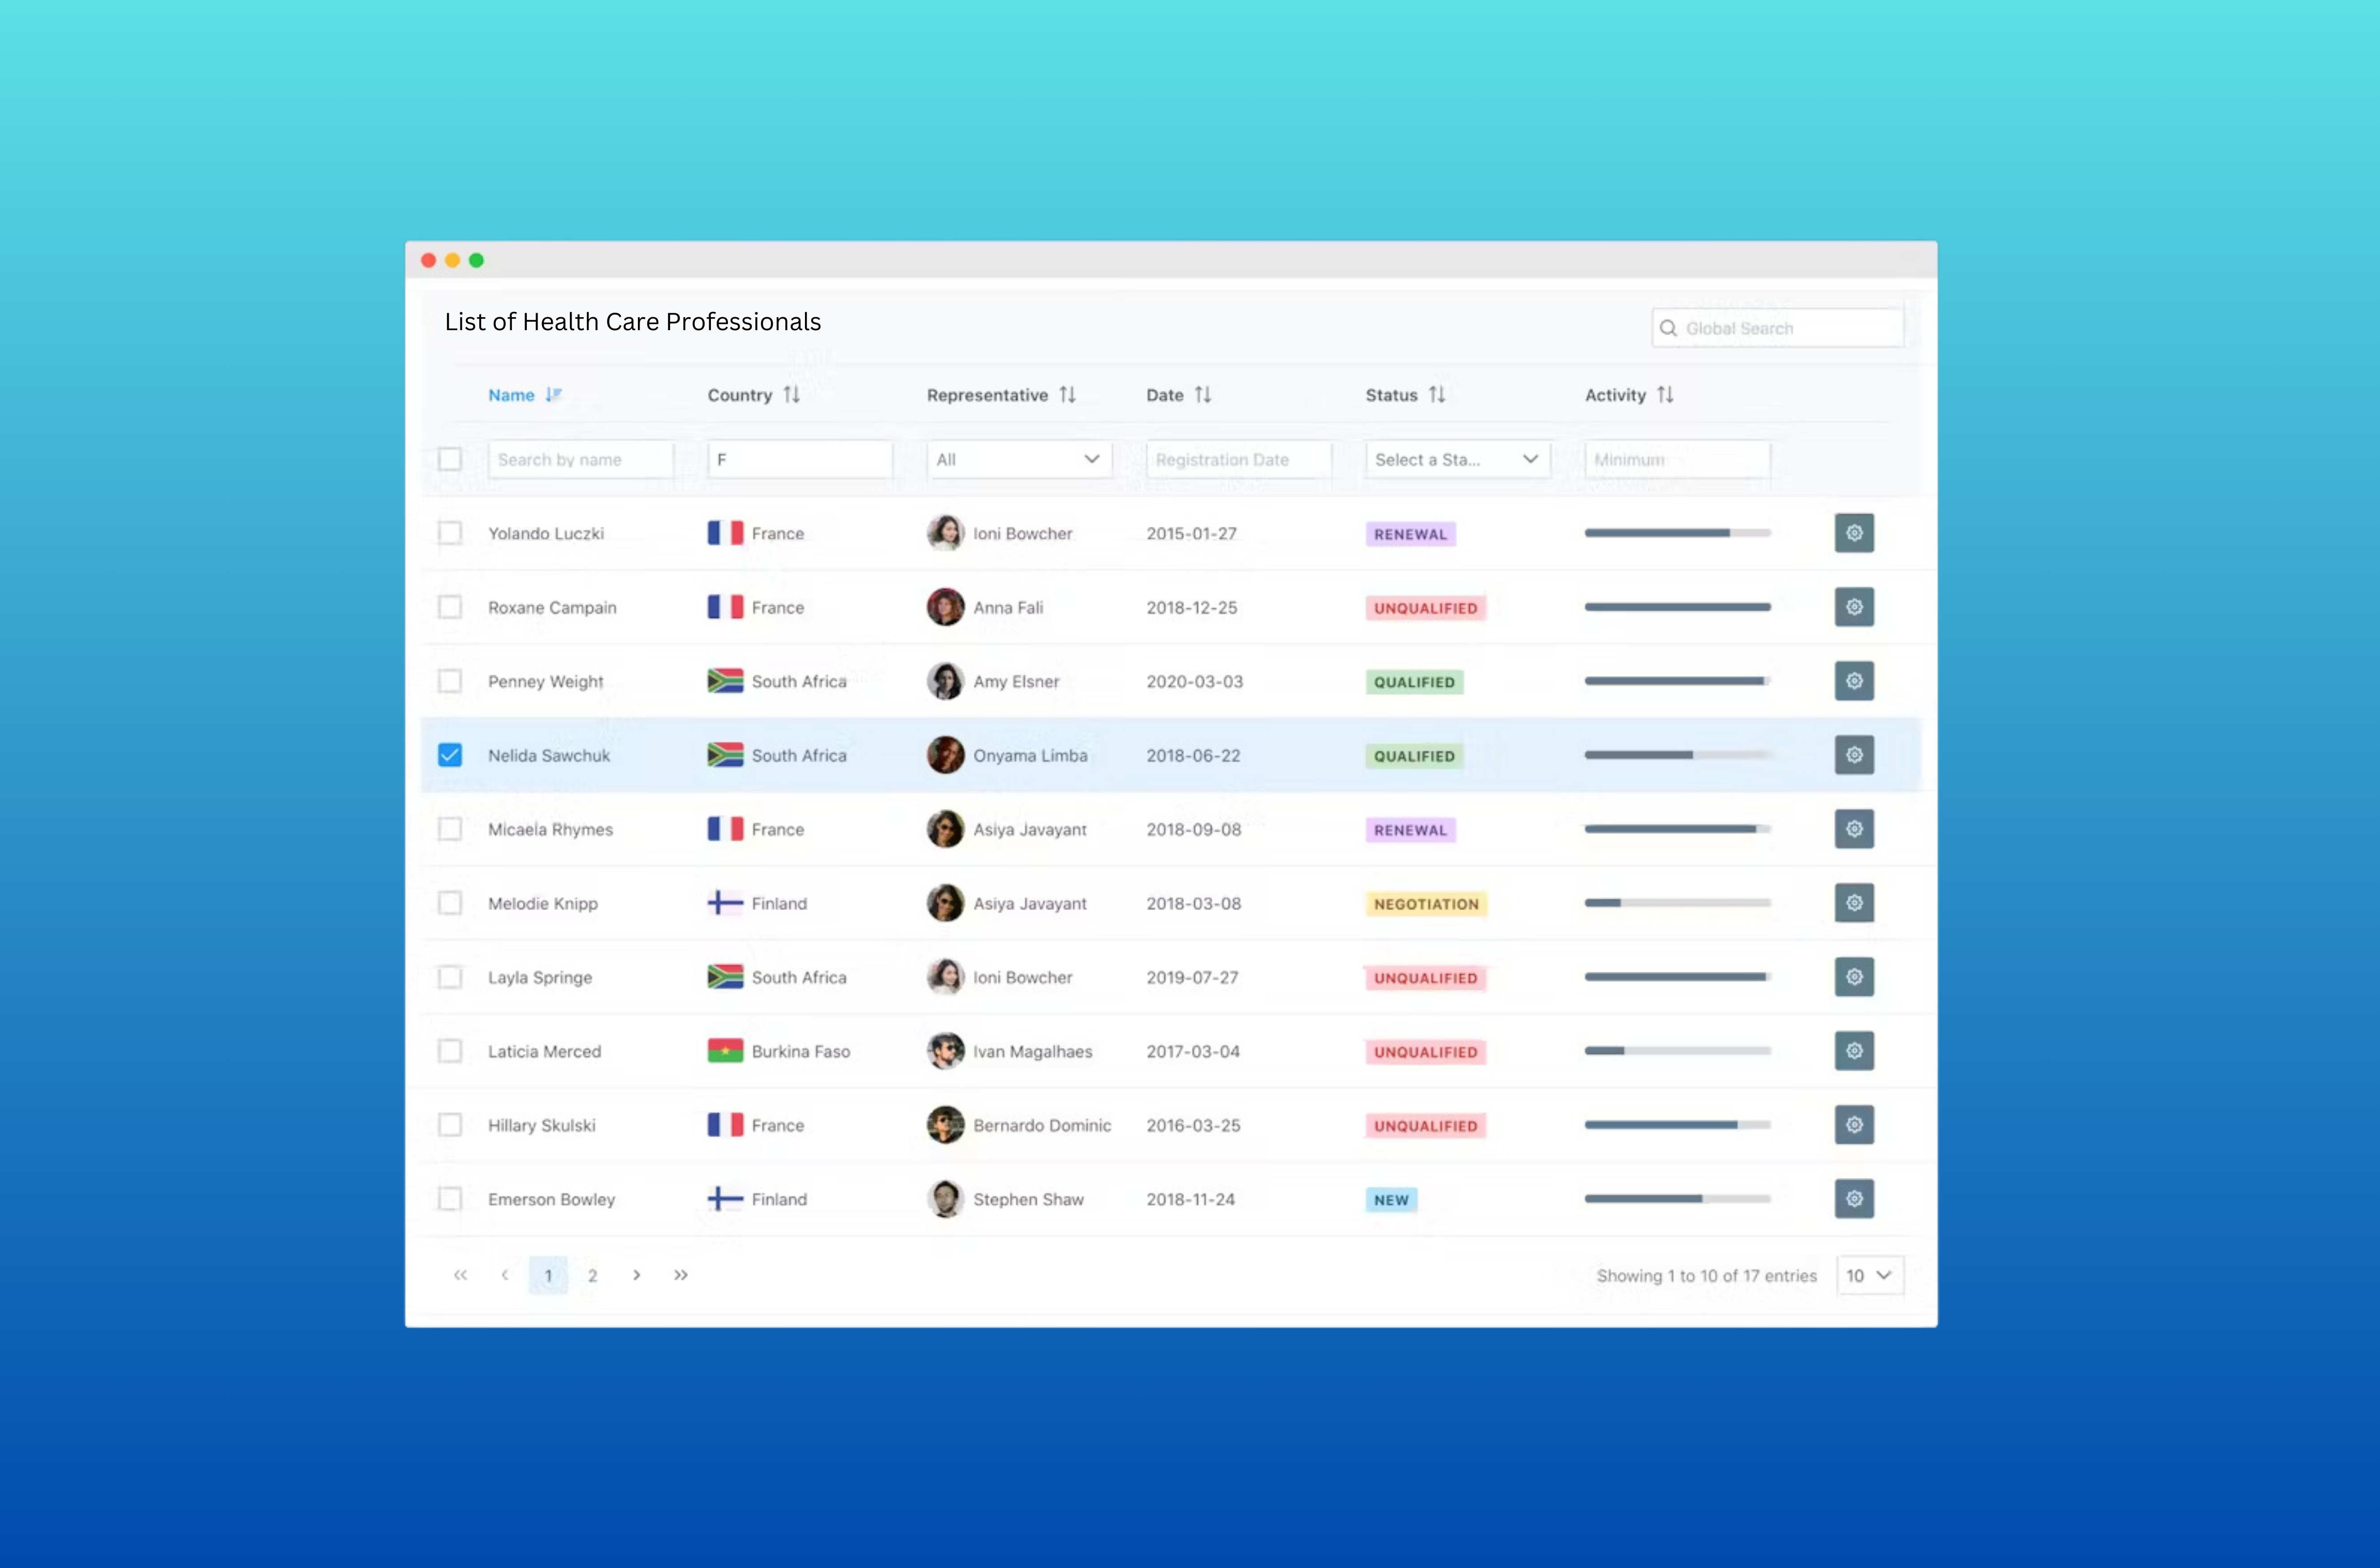 List of Health Care Professionals
Global Search
Name Country Representative Date Status Activity
Search by name F All Registration Date Select a Sta... Minimum
Yolando Luczki France Ioni Bowcher 2015-01-27 RENEWAL
Roxane Campain France Anna Fali 2018-12-25 UNQUALIFIED
Penney Weight South Africa Amy Elsner 2020-03-03 QUALIFIED
Nelida Sawchuk South Africa Onyama Limba 2018-06-22 QUALIFIED
Micaela Rhymes France Asiya Javayant 2018-09-08 RENEWAL
Melodie Knipp Finland Asiya Javayant 2018-03-08 NEGOTIATION
Layla Springe South Africa Ioni Bowcher 2019-07-27 UNQUALIFIED
Laticia Merced Burkina Faso Ivan Magalhaes 2017-03-04 UNQUALIFIED
Hillary Skulski France Bernardo Dominic 2016-03-25 UNQUALIFIED
Emerson Bowley Finland Stephen Shaw 2018-11-24 NEW
« ‹ 1 2 › » Showing 1 to 10 of 17 entries 10